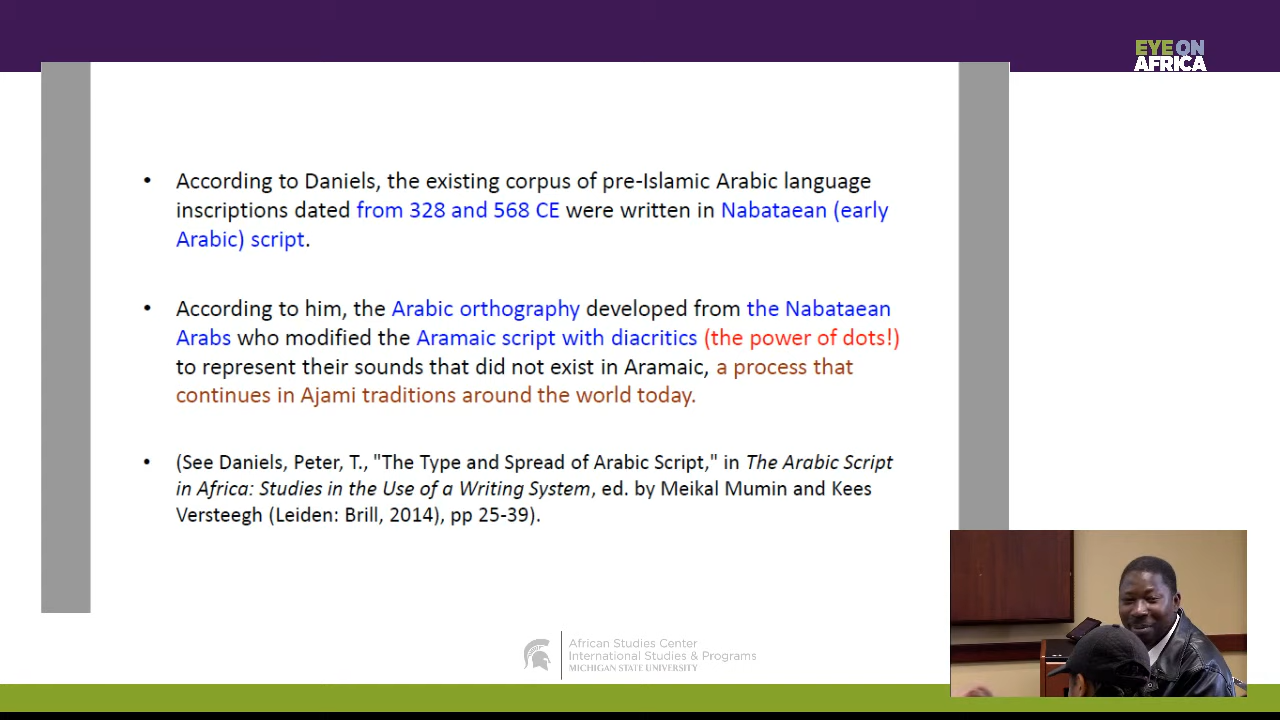 EYE ON
AFRICA
• According to Daniels, the existing corpus of pre-Islamic Arabic language
inscriptions dated from 328 and 568 CE were written in Nabataean (early
Arabic) script.
• According to him, the Arabic orthography developed from the Nabataean
Arabs who modified the Aramaic script with diacritics (the power of dots!)
to represent their sounds that did not exist in Aramaic, a process that
continues in Ajami traditions around the world today.
• (See Daniels, Peter, T., "The Type and Spread of Arabic Script," in The Arabic Script
in Africa: Studies in the Use of a Writing System, ed. by Meikal Mumin and Kees
Versteegh (Leiden: Brill, 2014), pp 25-39).
African Studies Center
International Studies & Programs
MICHIGAN STATE UNIVERSITY